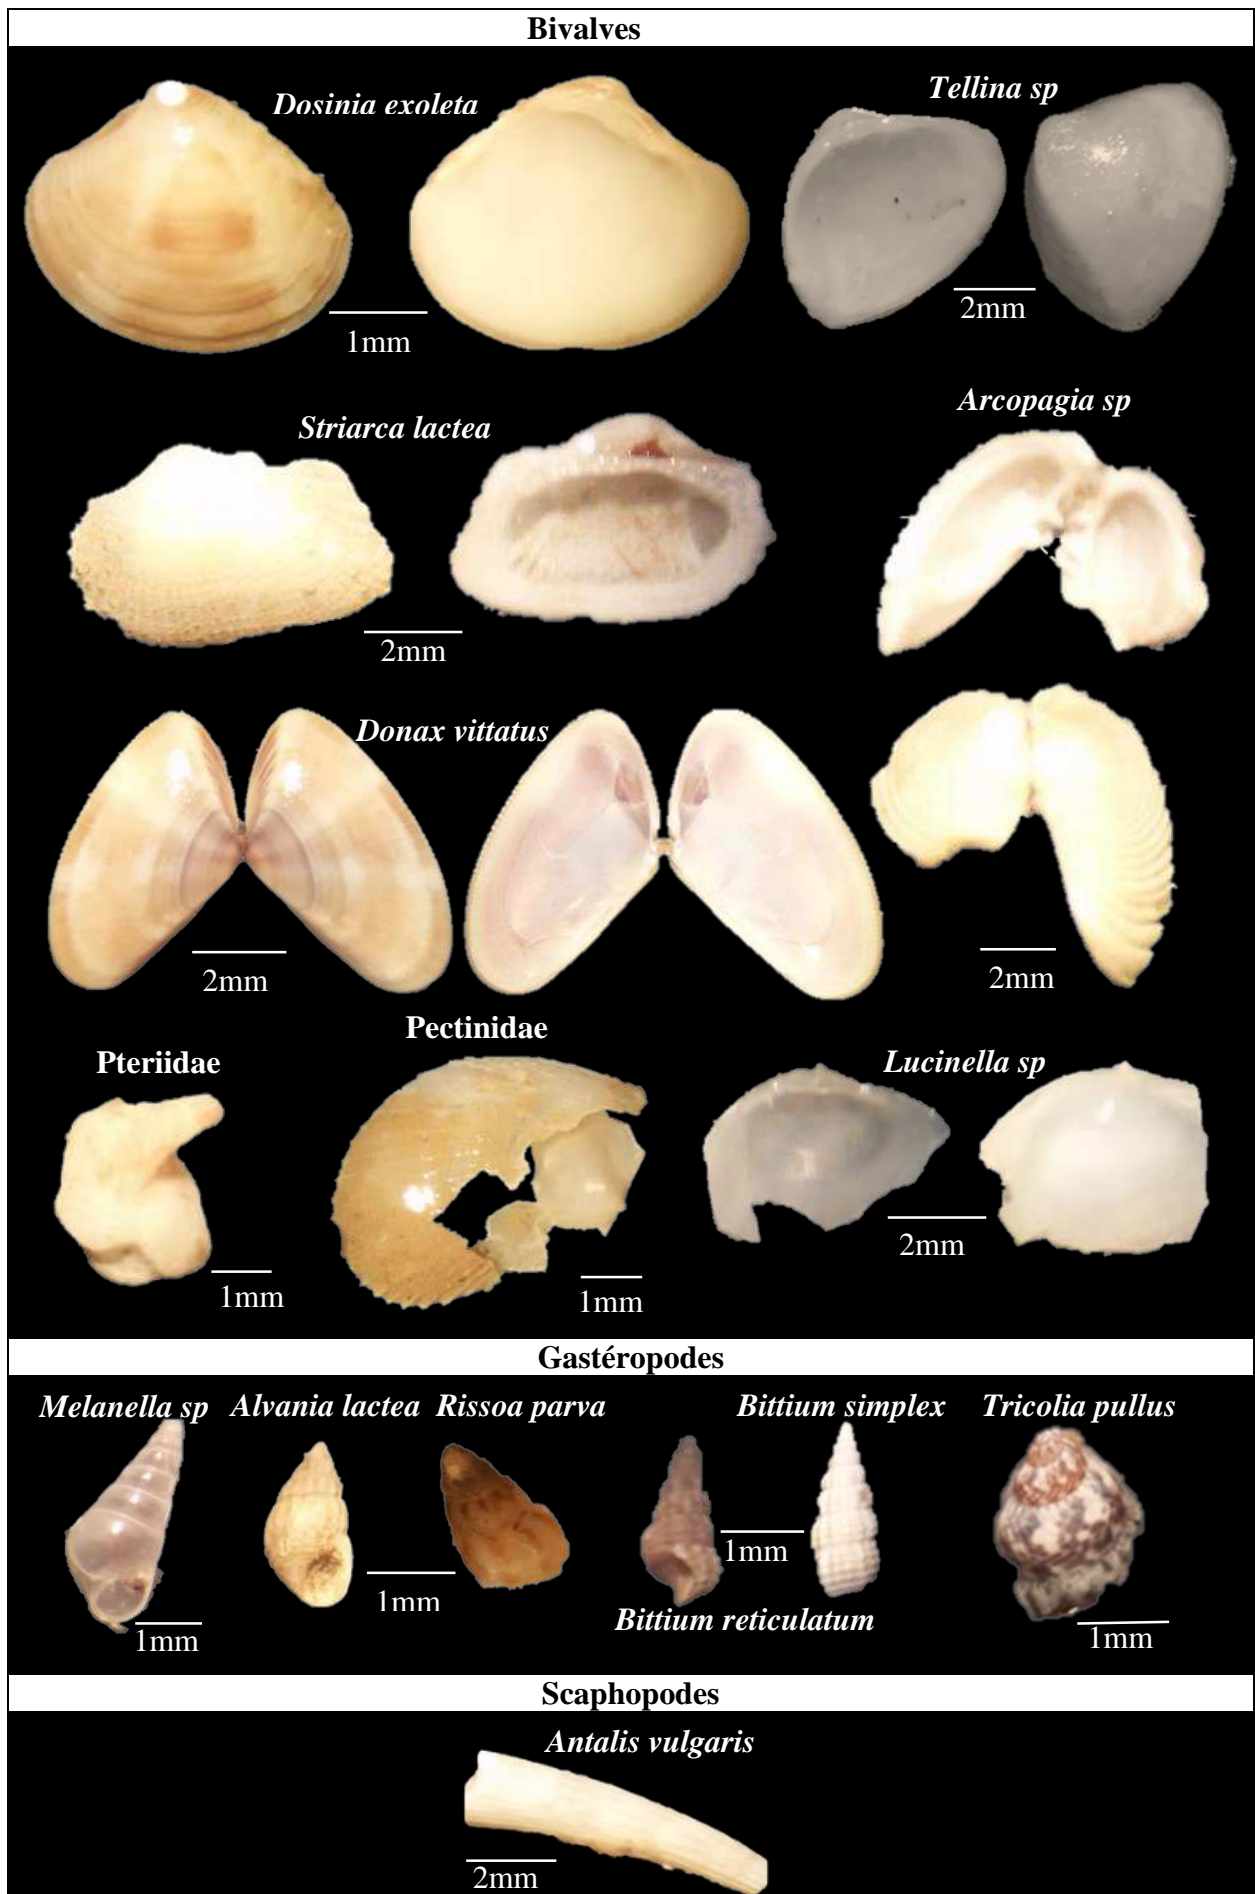 Bivalves
Dosinia exoleta
Tellina sp
1mm
2mm
Striarca lactea
Arcopagia sp
2mm
Donax vittatus
2mm
2mm
Pteriidae
Pectinidae
Lucinella sp
1mm
1mm
2mm
Gastéropodes
Melanella sp
Alvania lactea
Rissoa parva
Bittium simplex
Tricolia pullus
1mm
1mm
1mm
Bittium reticulatum
1mm
Scaphopodes
Antalis vulgaris
2mm